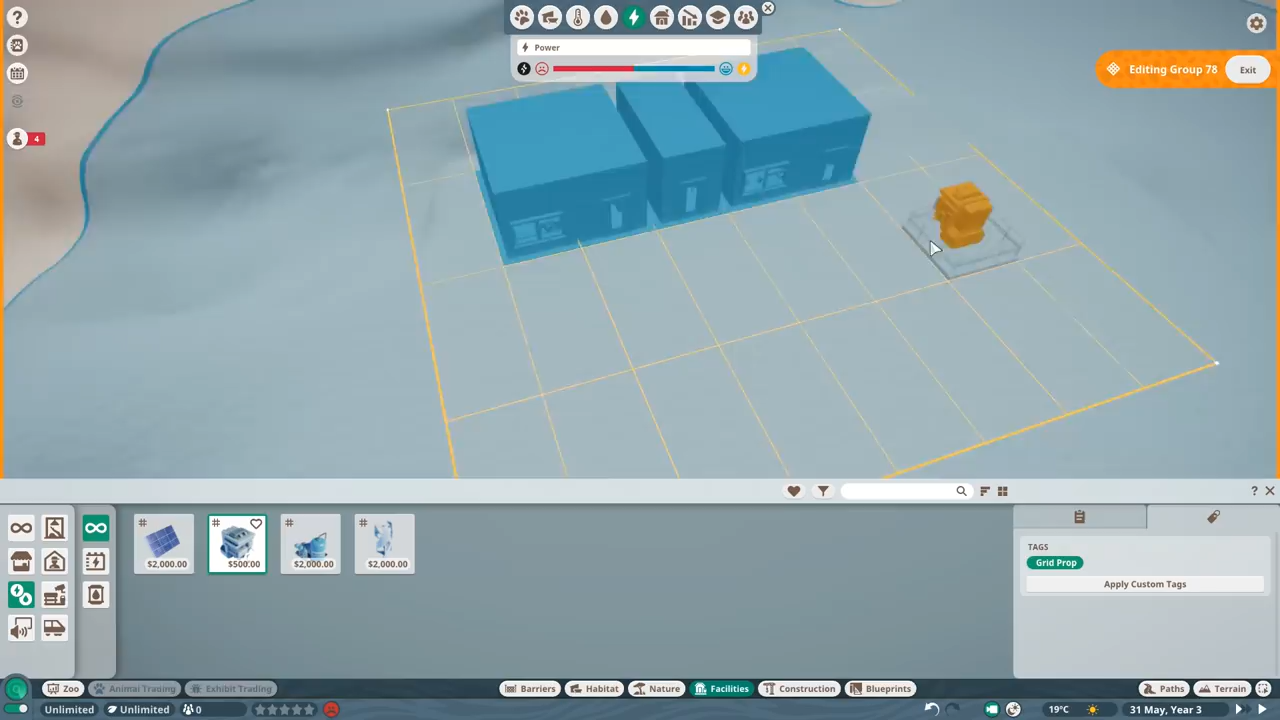 Power
Editing Group 78
Exit
4
?
$2,000.00
$500.00
$2,000.00
$2,000.00
TAGS
Grid Prop
Apply Custom Tags
Zoo
Animal Trading
Exhibit Trading
Barriers
Habitat
Nature
Facilities
Construction
Blueprints
Paths
Terrain
Unlimited
Unlimited
0
19°C
31 May, Year 3